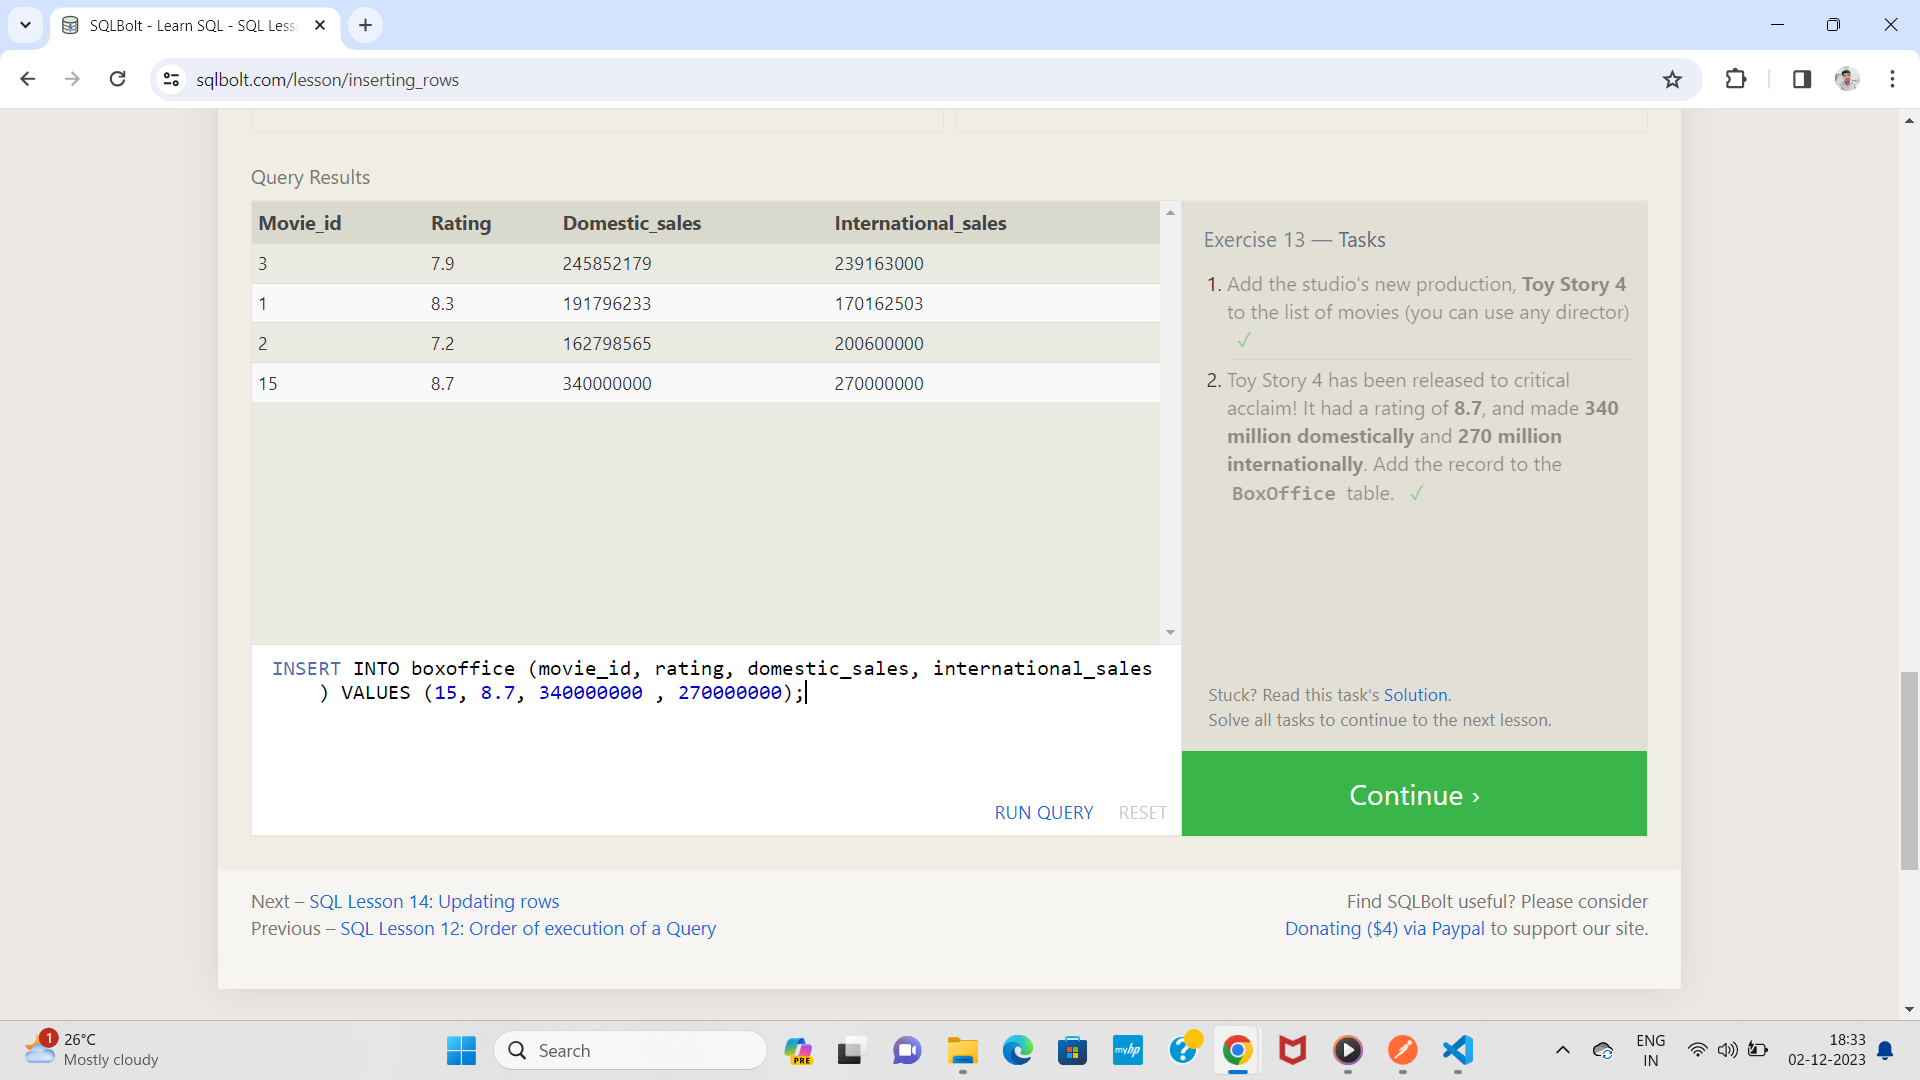 SQLBolt - Learn SQL - SQL Less
sqlbolt.com/lesson/inserting_rows
Query Results
Movie_id Rating Domestic_sales International_sales
3 7.9 245852179 239163000
1 8.3 191796233 170162503
2 7.2 162798565 200600000
15 8.7 340000000 270000000
Exercise 13 — Tasks
1. Add the studio's new production, Toy Story 4
to the list of movies (you can use any director)
✓
2. Toy Story 4 has been released to critical
acclaim! It had a rating of 8.7, and made 340
million domestically and 270 million
internationally. Add the record to the
BoxOffice table. ✓
INSERT INTO boxoffice (movie_id, rating, domestic_sales, international_sales
) VALUES (15, 8.7, 340000000 , 270000000);
RUN QUERY RESET
Stuck? Read this task's Solution.
Solve all tasks to continue to the next lesson.
Continue ›
Next – SQL Lesson 14: Updating rows
Previous – SQL Lesson 12: Order of execution of a Query
Find SQLBolt useful? Please consider
Donating ($4) via Paypal to support our site.
1
26°C
Mostly cloudy
Search
PRE
myhp
ENG
IN
18:33
02-12-2023